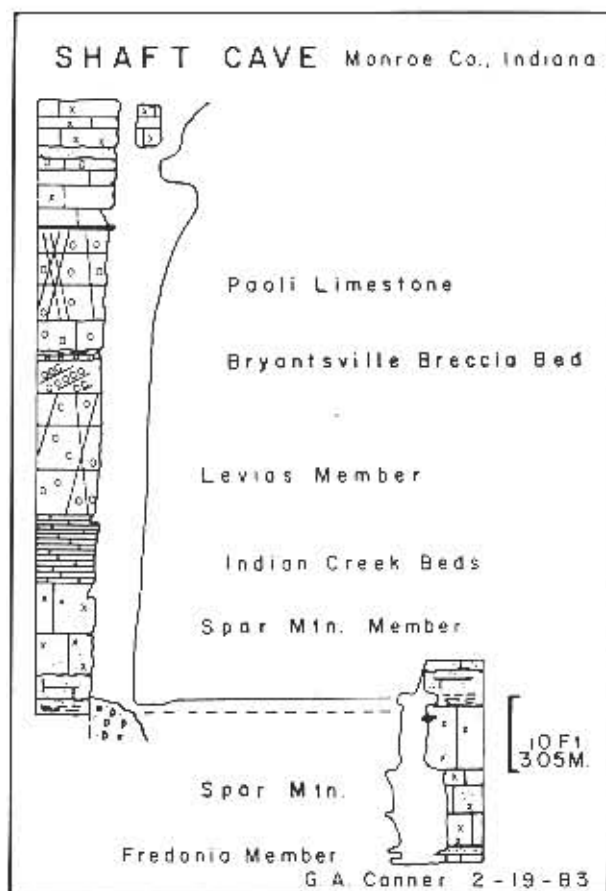 SHAFT CAVE Monroe Co., Indiana
Paoli Limestone
Bryantsville Breccia Bed
Levias Member
Indian Creek Beds
Spar Mtn. Member
10 Ft
3.05M.
Spar Mtn.
Fredonia Member
G.A. Conner 2-19-83